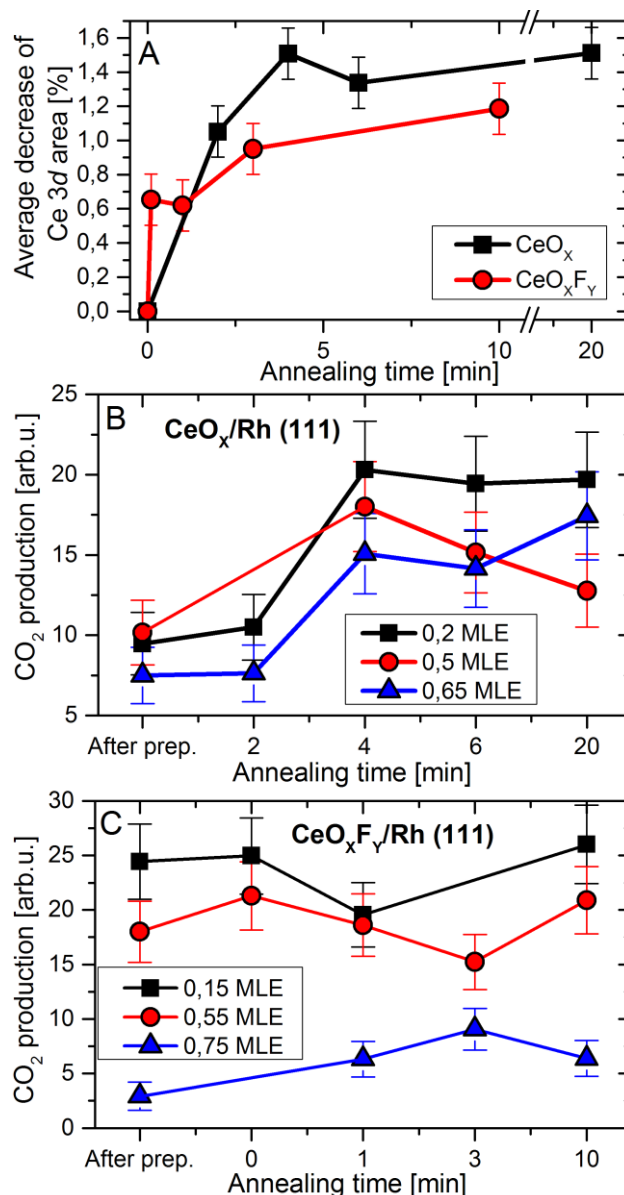 A
Average decrease of
Ce 3d area [%]
1,6
1,4
1,2
1,0
0,8
0,6
0,4
0,2
0,0
CeOX
CeOXFY
0 5 10 20
Annealing time [min]
B
CeOX/Rh (111)
CO2 production [arb.u.]
25
20
15
10
5
0,2 MLE
0,5 MLE
0,65 MLE
After prep. 2 4 6 20
Annealing time [min]
C
CeOXFY/Rh (111)
CO2 production [arb.u.]
30
25
20
15
10
5
0
0,15 MLE
0,55 MLE
0,75 MLE
After prep. 0 1 3 10
Annealing time [min]